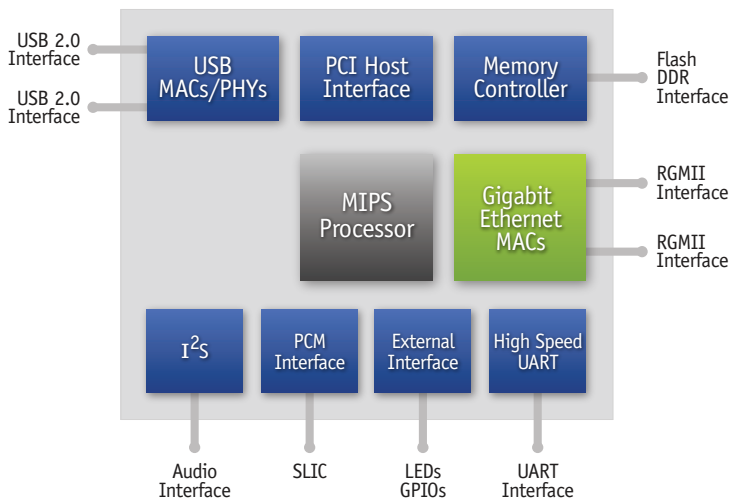 USB 2.0
Interface
USB 2.0
Interface
USB
MACs/PHYs
PCI Host
Interface
Memory
Controller
Flash
DDR
Interface
MIPS
Processor
Gigabit
Ethernet
MACs
RGMII
Interface
RGMII
Interface
I²S
PCM
Interface
External
Interface
High Speed
UART
Audio
Interface
SLIC
LEDs
GPIOs
UART
Interface